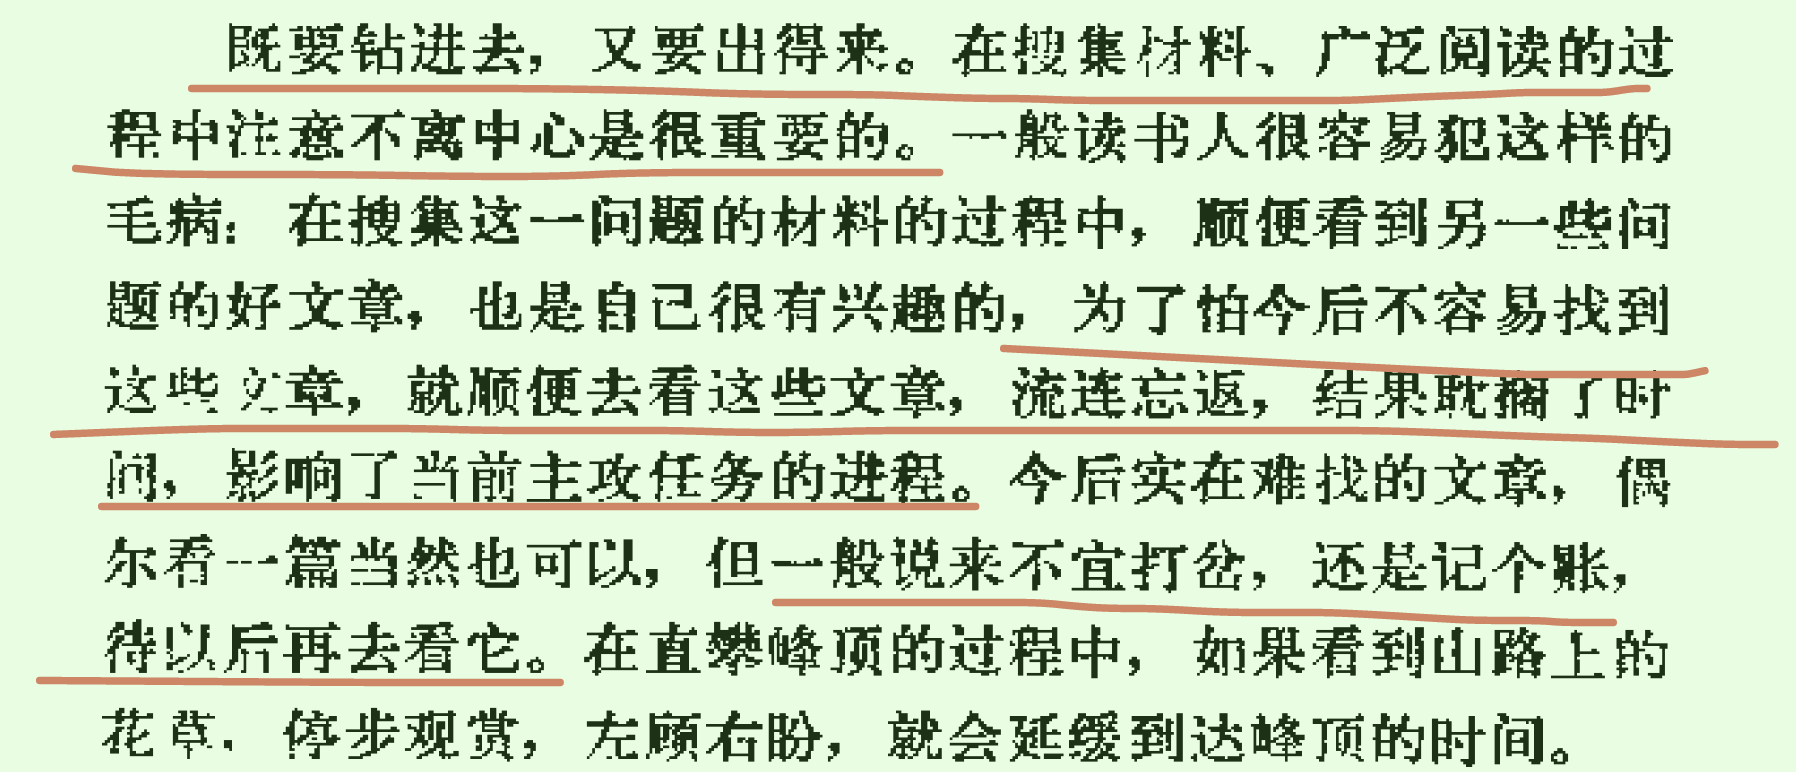 既要钻进去，又要出得来。在搜集材料、广泛阅读的过
程中注意不离中心是很重要的。一般读书人很容易犯这样的
毛病：在搜集这一问题的材料的过程中，顺便看到另一些问
题的好文章，也是自己很有兴趣的，为了怕今后不容易找到
这些文章，就顺便去看这些文章，流连忘返，结果耽搁了时
间，影响了当前主攻任务的进程。今后实在难找的文章，偶
尔看一篇当然也可以，但一般说来不宜打岔，还是记个账，
待以后再去看它。在直攀峰顶的过程中，如果看到山路上的
花草．停步观赏，左顾右盼，就会延缓到达峰顶的时间。